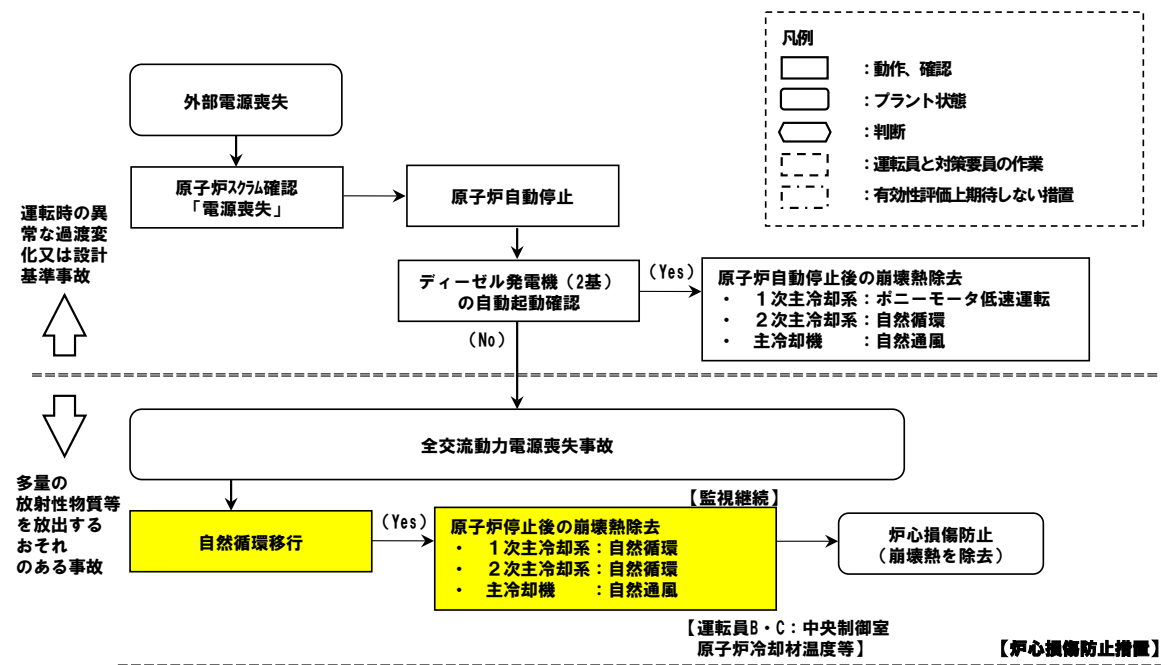 凡例
：動作、確認
：プラント状態
：判断
：運転員と対策要員の作業
：有効性評価上期待しない措置
外部電源喪失
原子炉ｽｸﾗﾑ確認
「電源喪失」
原子炉自動停止
運転時の異
常な過渡変
化又は設計
基準事故
ディーゼル発電機（2基）
の自動起動確認
（Yes）
原子炉自動停止後の崩壊熱除去
・　１次主冷却系：ポニーモータ低速運転
・　２次主冷却系：自然循環
・　主冷却機　　：自然通風
（No）
全交流動力電源喪失事故
多量の
放射性物質等
を放出する
おそれ
のある事故
自然循環移行
（Yes）
【監視継続】
原子炉停止後の崩壊熱除去
・　１次主冷却系：自然循環
・　２次主冷却系：自然循環
・　主冷却機　　：自然通風
炉心損傷防止
（崩壊熱を除去）
【運転員B・C：中央制御室
原子炉冷却材温度等】
【炉心損傷防止措置】